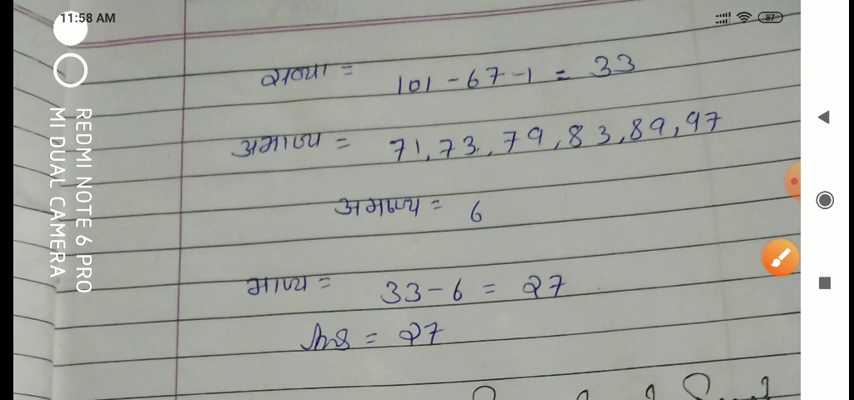 11:58 AM
87
संख्या = 101 - 67 - 1 = 33
अभाज्य = 71, 73, 79, 83, 89, 97
अभाज्य = 6
भाज्य = 33 - 6 = 27
Ans = 27
REDMI NOTE 6 PRO
MI DUAL CAMERA